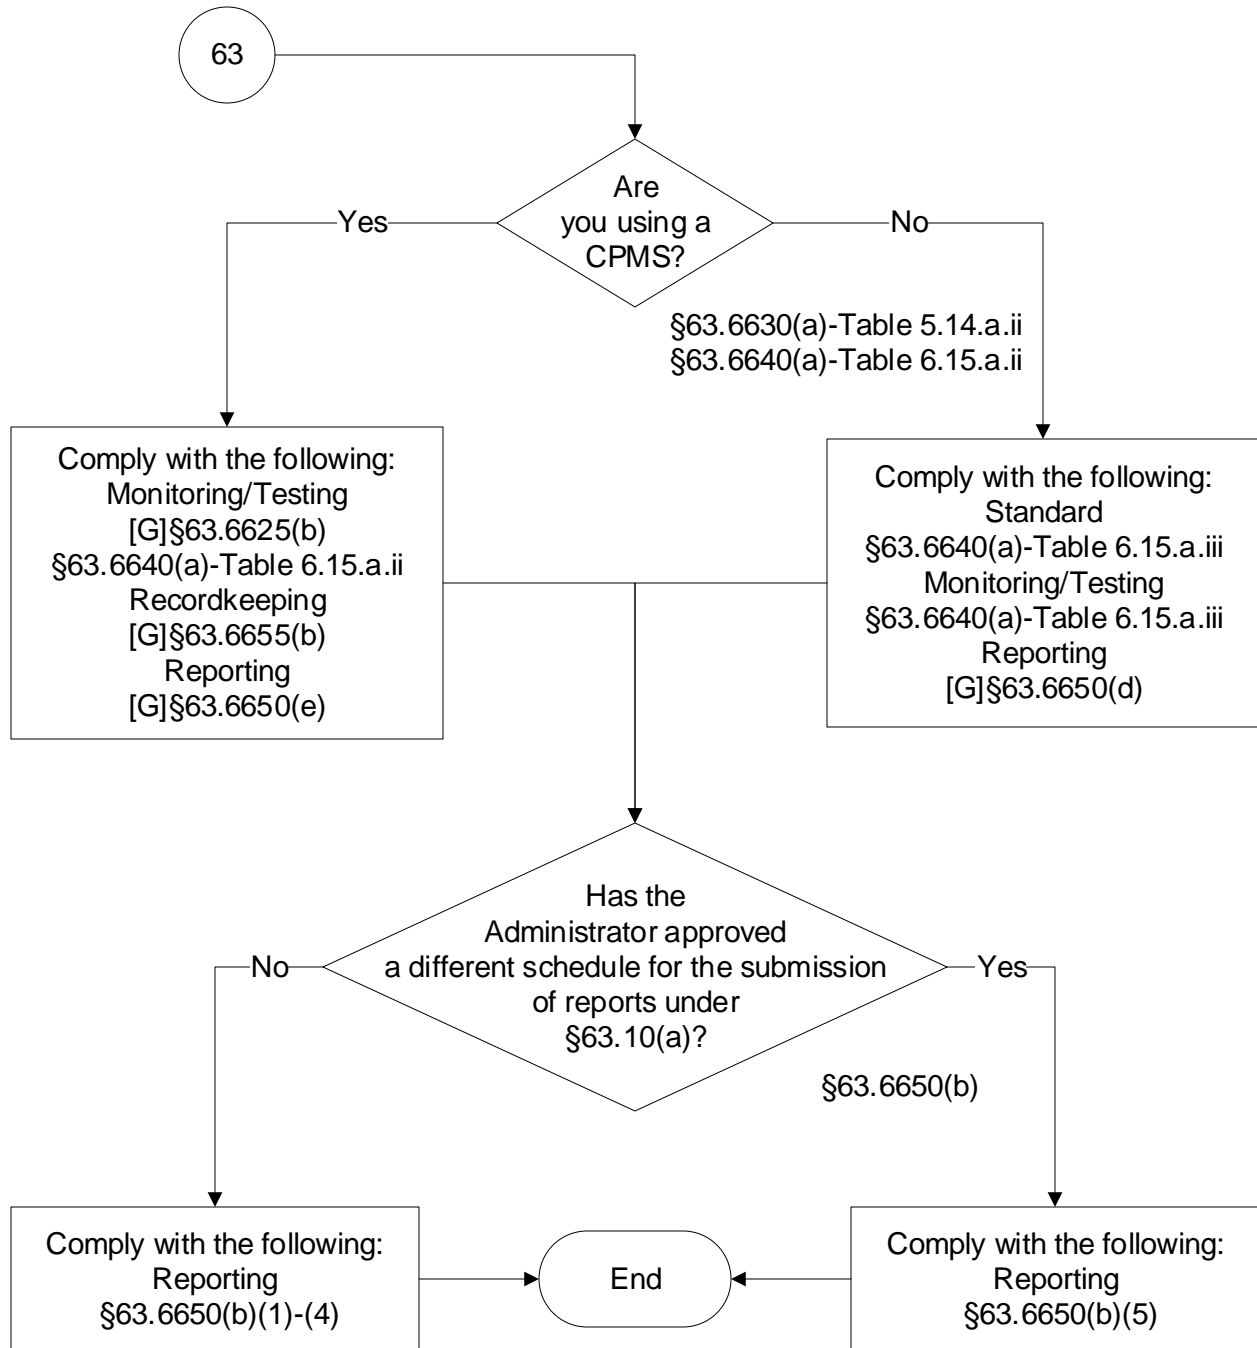 63
Are
you using a
CPMS?
Yes
No
§63.6630(a)-Table 5.14.a.ii
§63.6640(a)-Table 6.15.a.ii
Comply with the following:
Monitoring/Testing
[G]§63.6625(b)
§63.6640(a)-Table 6.15.a.ii
Recordkeeping
[G]§63.6655(b)
Reporting
[G]§63.6650(e)
Comply with the following:
Standard
§63.6640(a)-Table 6.15.a.iii
Monitoring/Testing
§63.6640(a)-Table 6.15.a.iii
Reporting
[G]§63.6650(d)
Has the
Administrator approved
a different schedule for the submission
of reports under
§63.10(a)?
No
Yes
§63.6650(b)
Comply with the following:
Reporting
§63.6650(b)(1)-(4)
End
Comply with the following:
Reporting
§63.6650(b)(5)